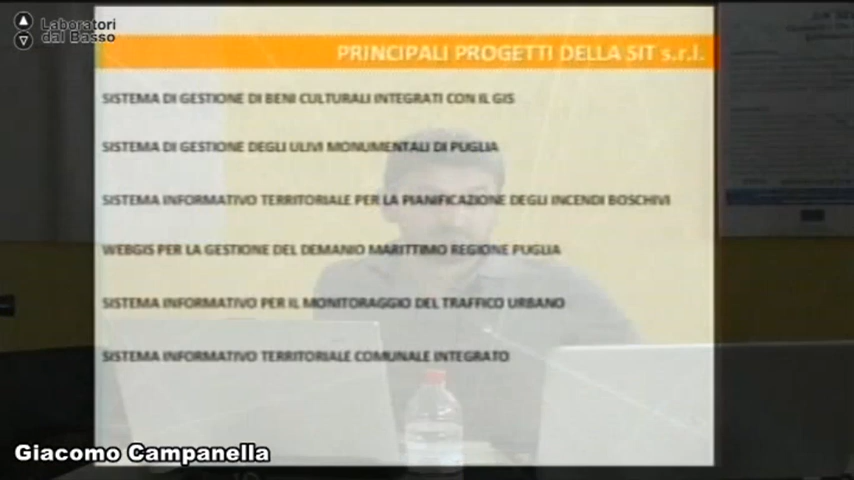 Laboratori
dal Basso
PRINCIPALI PROGETTI DELLA SIT s.r.l.
SISTEMA DI GESTIONE DI BENI CULTURALI INTEGRATI CON IL GIS
SISTEMA DI GESTIONE DEGLI ULIVI MONUMENTALI DI PUGLIA
SISTEMA INFORMATIVO TERRITORIALE PER LA PIANIFICAZIONE DEGLI INCENDI BOSCHIVI
WEBGIS PER LA GESTIONE DEL DEMANIO MARITTIMO REGIONE PUGLIA
SISTEMA INFORMATIVO PER IL MONITORAGGIO DEL TRAFFICO URBANO
SISTEMA INFORMATIVO TERRITORIALE COMUNALE INTEGRATO
Giacomo Campanella